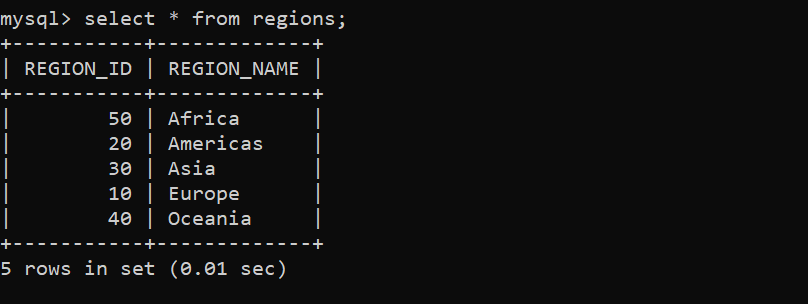 mysql> select * from regions;
+-----------+-------------+
| REGION_ID | REGION_NAME |
+-----------+-------------+
|        50 | Africa      |
|        20 | Americas    |
|        30 | Asia        |
|        10 | Europe      |
|        40 | Oceania     |
+-----------+-------------+
5 rows in set (0.01 sec)